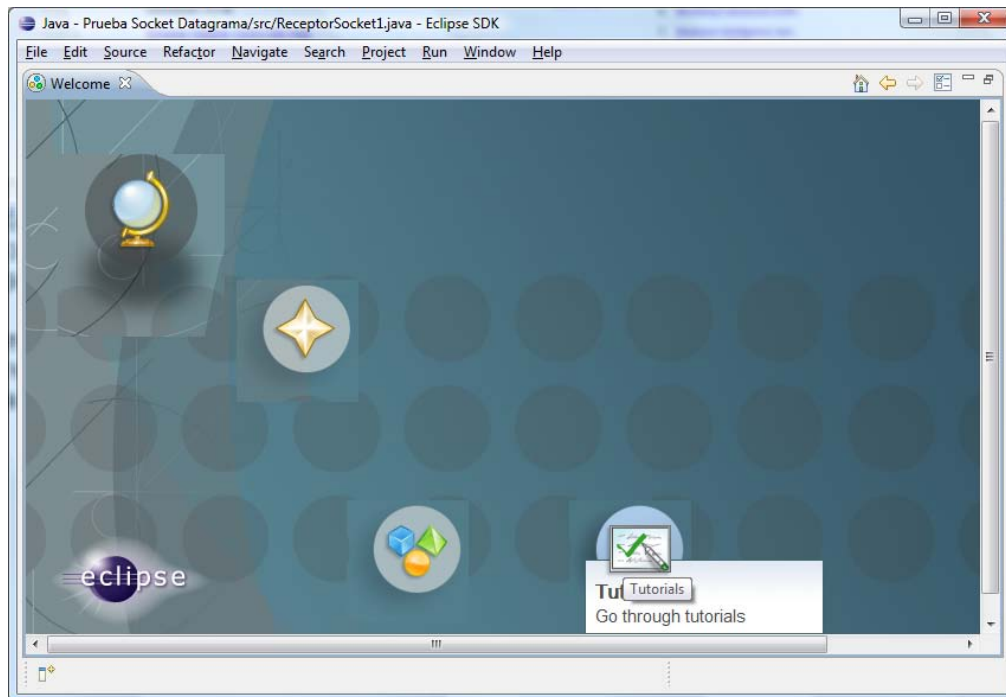 Java - Prueba Socket Datagrama/src/ReceptorSocket1.java - Eclipse SDK
File Edit Source Refactor Navigate Search Project Run Window Help
Welcome
eclipse
Tutorials
Go through tutorials